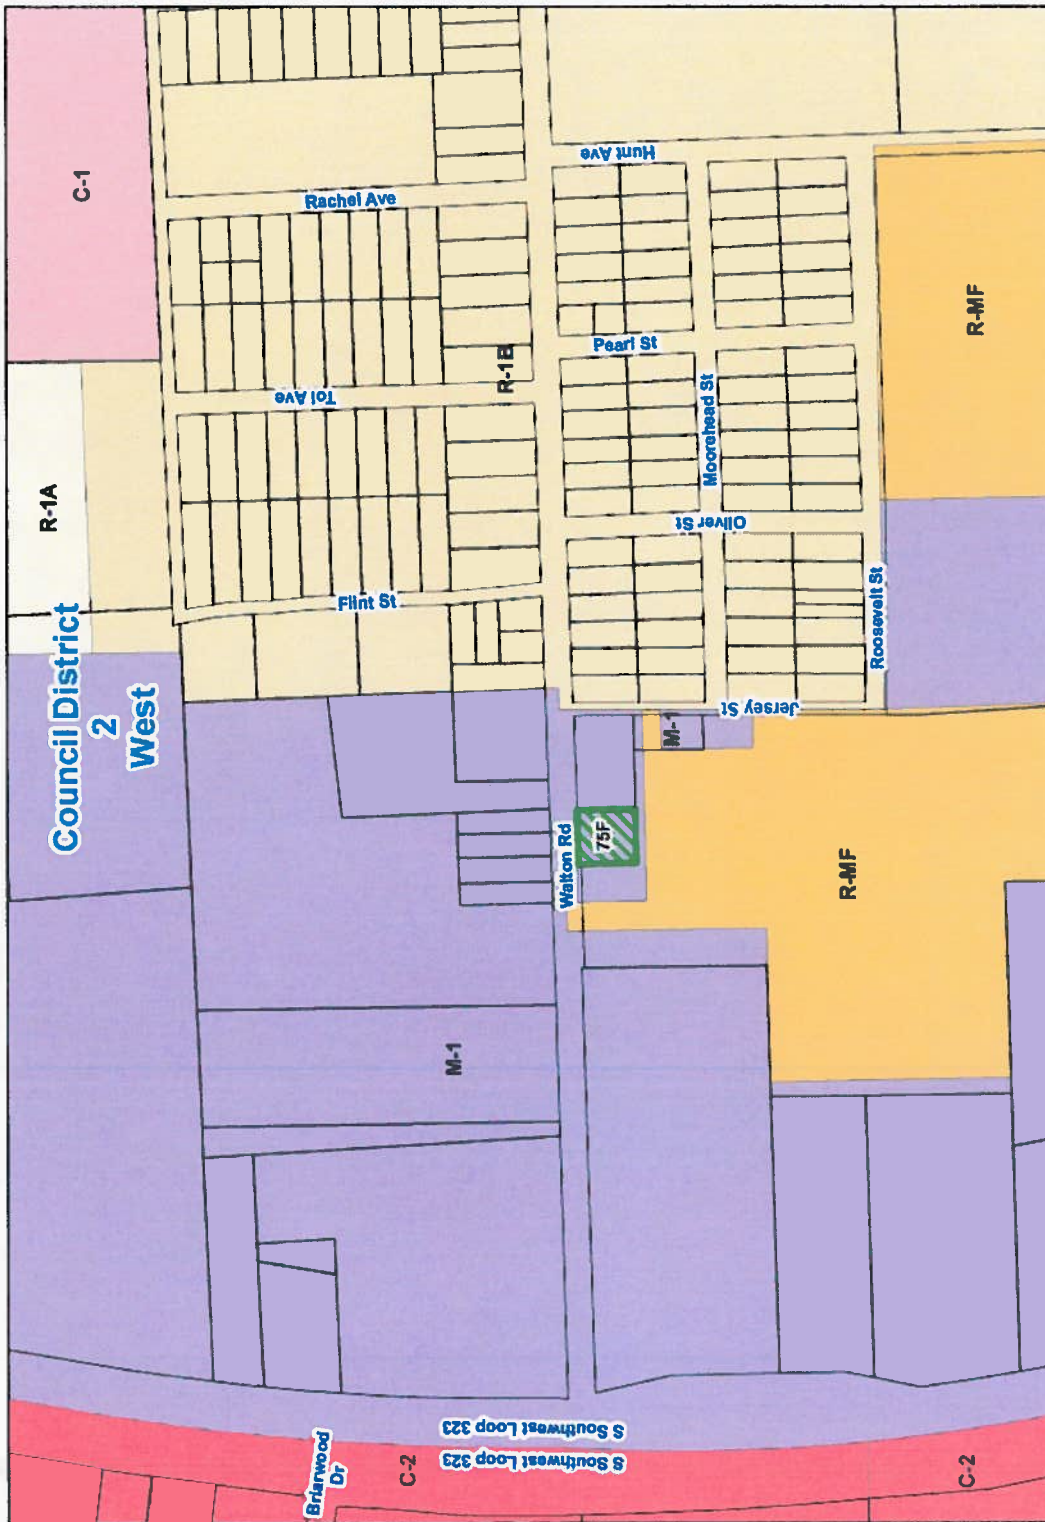 C-1
Hunt Ave
Rachel Ave
R-MF
Pearl St
R-1B
Tol Ave
Moorehead St
R-1A
Oliver St
Flint St
Roosevelt St
Council District
2
West
Jersey St
M-1
75F
Walton Rd
R-MF
M-1
S Southwest Loop 323
S Southwest Loop 323
Briarwood
Dr
C-2
C-2